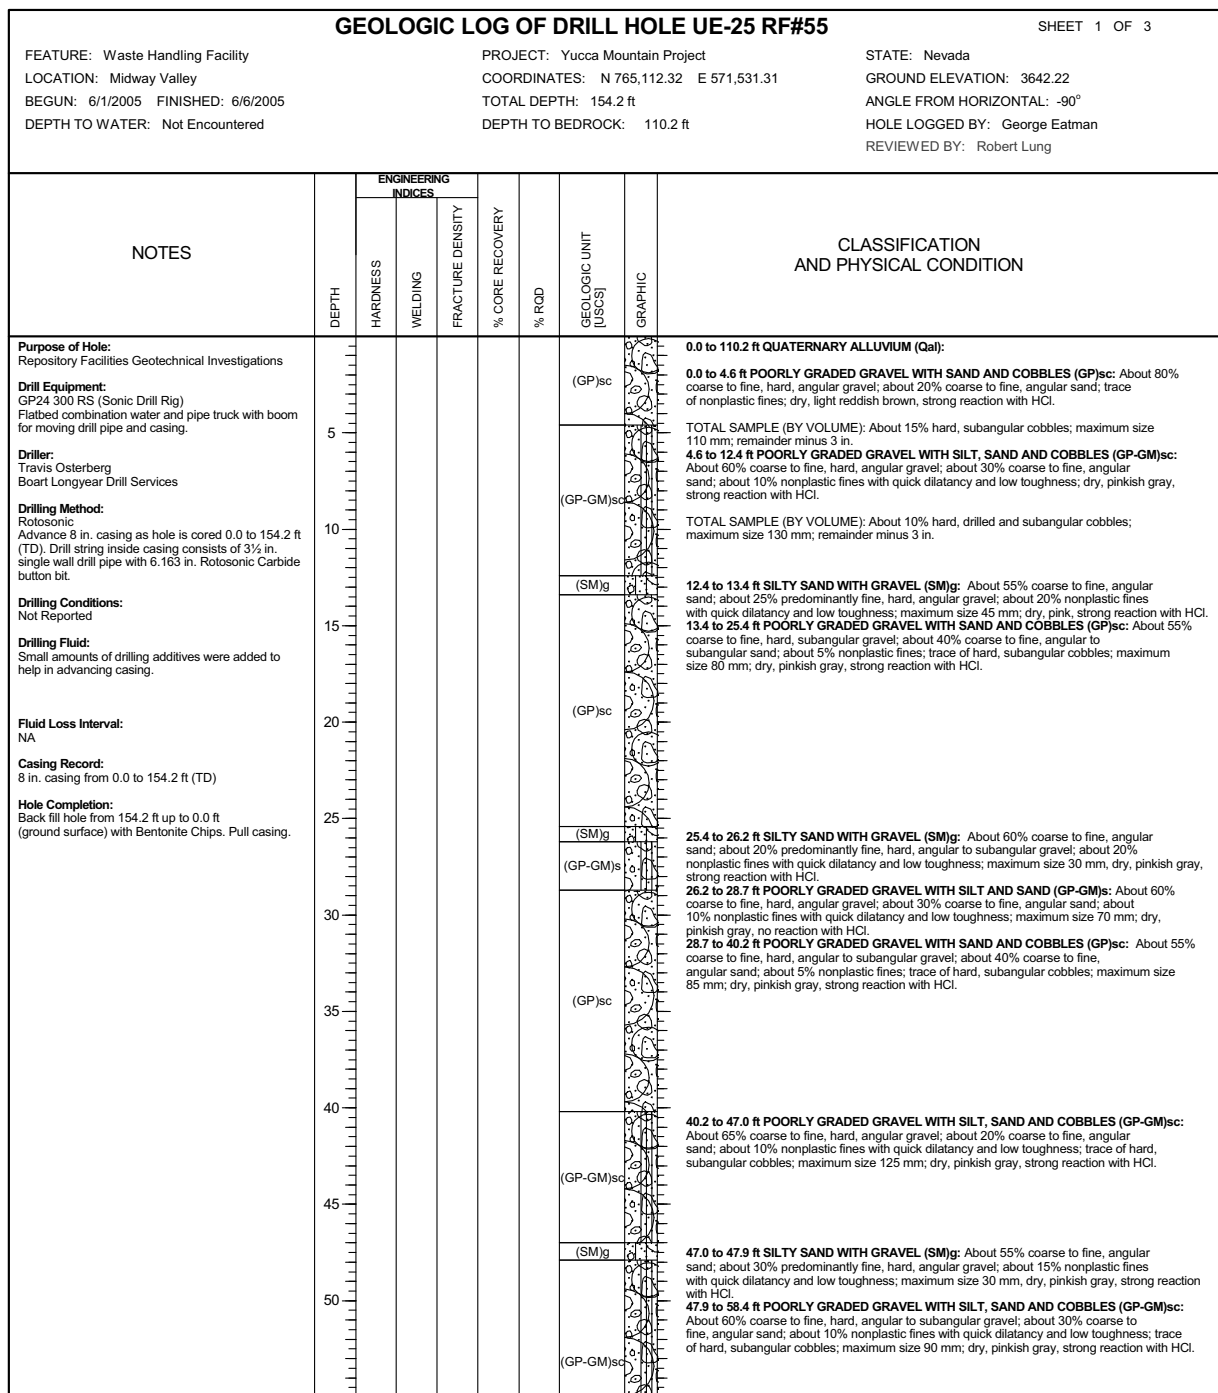 GEOLOGIC LOG OF DRILL HOLE UE-25 RF#55
SHEET 1 OF 3
FEATURE: Waste Handling Facility
PROJECT: Yucca Mountain Project
STATE: Nevada
LOCATION: Midway Valley
COORDINATES: N 765,112.32 E 571,531.31
GROUND ELEVATION: 3642.22
BEGUN: 6/1/2005 FINISHED: 6/6/2005
TOTAL DEPTH: 154.2 ft
ANGLE FROM HORIZONTAL: -90°
DEPTH TO WATER: Not Encountered
DEPTH TO BEDROCK: 110.2 ft
HOLE LOGGED BY: George Eatman
REVIEWED BY: Robert Lung
NOTES
DEPTH
ENGINEERING
INDICES
HARDNESS
WELDING
FRACTURE DENSITY
% CORE RECOVERY
% RQD
GEOLOGIC UNIT
[USCS]
GRAPHIC
CLASSIFICATION
AND PHYSICAL CONDITION
Purpose of Hole:
Repository Facilities Geotechnical Investigations
Drill Equipment:
GP24 300 RS (Sonic Drill Rig)
Flatbed combination water and pipe truck with boom
for moving drill pipe and casing.
Driller:
Travis Osterberg
Boart Longyear Drill Services
Drilling Method:
Rotosonic
Advance 8 in. casing as hole is cored 0.0 to 154.2 ft
(TD). Drill string inside casing consists of 3½ in.
single wall drill pipe with 6.163 in. Rotosonic Carbide
button bit.
Drilling Conditions:
Not Reported
Drilling Fluid:
Small amounts of drilling additives were added to
help in advancing casing.
Fluid Loss Interval:
NA
Casing Record:
8 in. casing from 0.0 to 154.2 ft (TD)
Hole Completion:
Back fill hole from 154.2 ft up to 0.0 ft
(ground surface) with Bentonite Chips. Pull casing.
5
10
15
20
25
30
35
40
45
50
(GP)sc
(GP-GM)sc
(SM)g
(GP)sc
(SM)g
(GP-GM)s
(GP)sc
(GP-GM)sc
(SM)g
(GP-GM)sc
0.0 to 110.2 ft QUATERNARY ALLUVIUM (Qal):
0.0 to 4.6 ft POORLY GRADED GRAVEL WITH SAND AND COBBLES (GP)sc: About 80%
coarse to fine, hard, angular gravel; about 20% coarse to fine, angular sand; trace
of nonplastic fines; dry, light reddish brown, strong reaction with HCl.
TOTAL SAMPLE (BY VOLUME): About 15% hard, subangular cobbles; maximum size
110 mm; remainder minus 3 in.
4.6 to 12.4 ft POORLY GRADED GRAVEL WITH SILT, SAND AND COBBLES (GP-GM)sc:
About 60% coarse to fine, hard, angular gravel; about 30% coarse to fine, angular
sand; about 10% nonplastic fines with quick dilatancy and low toughness; dry, pinkish gray,
strong reaction with HCl.
TOTAL SAMPLE (BY VOLUME): About 10% hard, drilled and subangular cobbles;
maximum size 130 mm; remainder minus 3 in.
12.4 to 13.4 ft SILTY SAND WITH GRAVEL (SM)g: About 55% coarse to fine, angular
sand; about 25% predominantly fine, hard, angular gravel; about 20% nonplastic fines
with quick dilatancy and low toughness; maximum size 45 mm; dry, pink, strong reaction with HCl.
13.4 to 25.4 ft POORLY GRADED GRAVEL WITH SAND AND COBBLES (GP)sc: About 55%
coarse to fine, hard, subangular gravel; about 40% coarse to fine, angular to
subangular sand; about 5% nonplastic fines; trace of hard, subangular cobbles; maximum
size 80 mm; dry, pinkish gray, strong reaction with HCl.
25.4 to 26.2 ft SILTY SAND WITH GRAVEL (SM)g: About 60% coarse to fine, angular
sand; about 20% predominantly fine, hard, angular to subangular gravel; about 20%
nonplastic fines with quick dilatancy and low toughness; maximum size 30 mm, dry, pinkish gray,
strong reaction with HCl.
26.2 to 28.7 ft POORLY GRADED GRAVEL WITH SILT AND SAND (GP-GM)s: About 60%
coarse to fine, hard, angular gravel; about 30% coarse to fine, angular sand; about
10% nonplastic fines with quick dilatancy and low toughness; maximum size 70 mm; dry,
pinkish gray, no reaction with HCl.
28.7 to 40.2 ft POORLY GRADED GRAVEL WITH SAND AND COBBLES (GP)sc: About 55%
coarse to fine, hard, angular to subangular gravel; about 40% coarse to fine,
angular sand; about 5% nonplastic fines; trace of hard, subangular cobbles; maximum size
85 mm; dry, pinkish gray, strong reaction with HCl.
40.2 to 47.0 ft POORLY GRADED GRAVEL WITH SILT, SAND AND COBBLES (GP-GM)sc:
About 65% coarse to fine, hard, angular gravel; about 20% coarse to fine, angular
sand; about 10% nonplastic fines with quick dilatancy and low toughness; trace of hard,
subangular cobbles; maximum size 125 mm; dry, pinkish gray, strong reaction with HCl.
47.0 to 47.9 ft SILTY SAND WITH GRAVEL (SM)g: About 55% coarse to fine, angular
sand; about 30% predominantly fine, hard, angular gravel; about 15% nonplastic fines
with quick dilatancy and low toughness; maximum size 30 mm, dry, pinkish gray, strong reaction
with HCl.
47.9 to 58.4 ft POORLY GRADED GRAVEL WITH SILT, SAND AND COBBLES (GP-GM)sc:
About 60% coarse to fine, hard, angular to subangular gravel; about 30% coarse to
fine, angular sand; about 10% nonplastic fines with quick dilatancy and low toughness; trace
of hard, subangular cobbles; maximum size 90 mm; dry, pinkish gray, strong reaction with HCl.